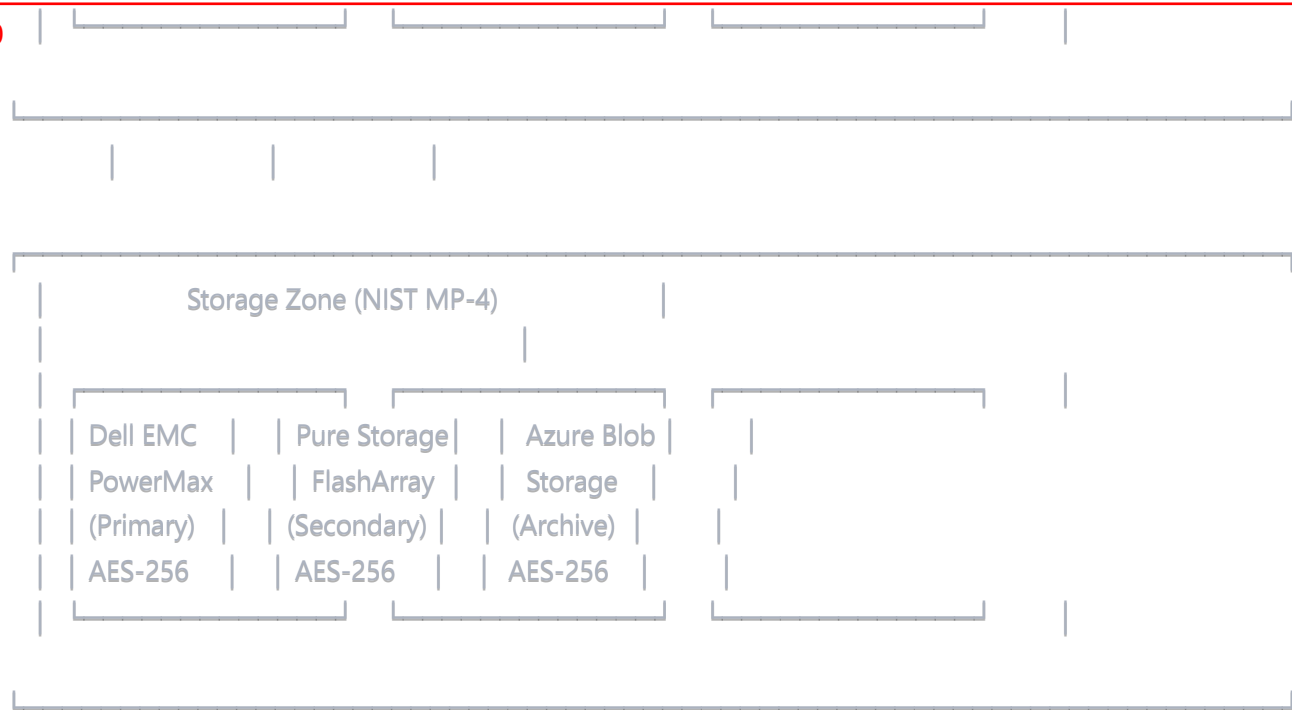 Storage Zone (NIST MP-4)
Dell EMC | | Pure Storage| | Azure Blob |
PowerMax | | FlashArray | | Storage |
(Primary) | | (Secondary) | | (Archive) |
AES-256 | | AES-256 | | AES-256 |